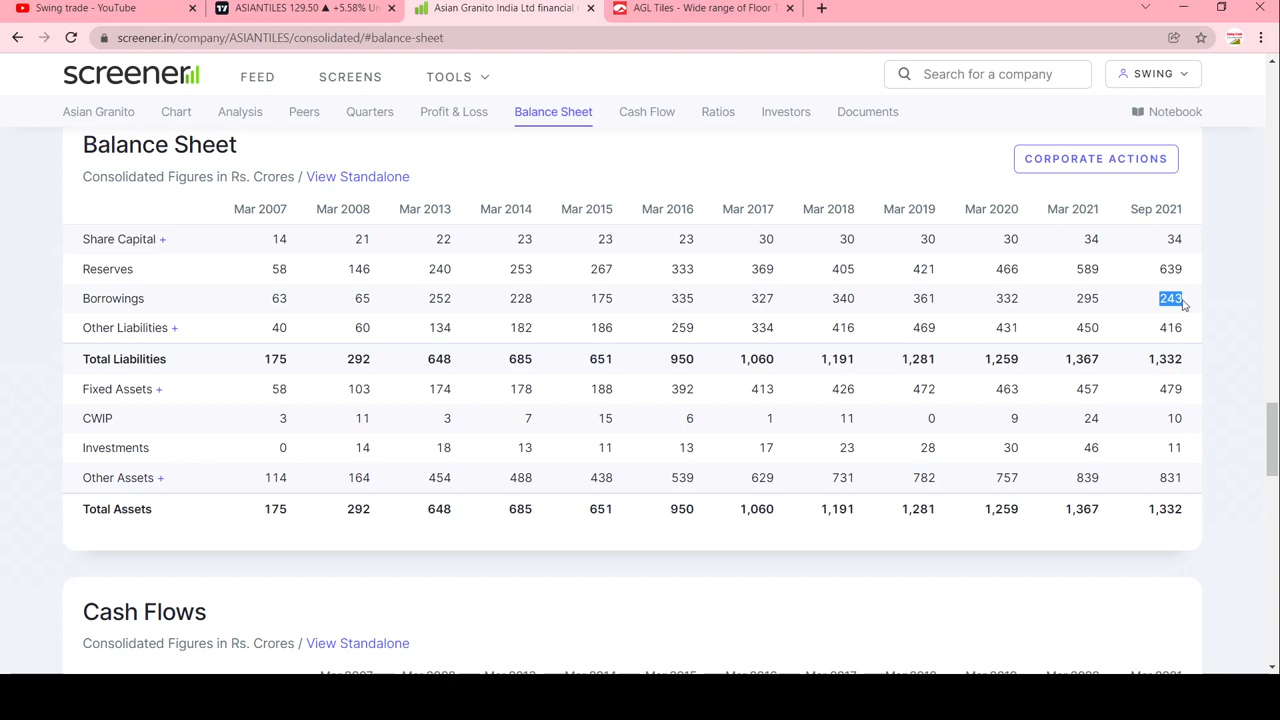 Swing trade - YouTube
ASIANTILES 129.50 ▲ +5.58% Un
Asian Granito India Ltd financial r
AGL Tiles - Wide range of Floor T
screener.in/company/ASIANTILES/consolidated/#balance-sheet
screener FEED SCREENS TOOLS Search for a company SWING
Asian Granito Chart Analysis Peers Quarters Profit & Loss Balance Sheet Cash Flow Ratios Investors Documents Notebook
Balance Sheet
CORPORATE ACTIONS
Consolidated Figures in Rs. Crores / View Standalone
Mar 2007 Mar 2008 Mar 2013 Mar 2014 Mar 2015 Mar 2016 Mar 2017 Mar 2018 Mar 2019 Mar 2020 Mar 2021 Sep 2021
Share Capital + 14 21 22 23 23 23 30 30 30 30 34 34
Reserves 58 146 240 253 267 333 369 405 421 466 589 639
Borrowings 63 65 252 228 175 335 327 340 361 332 295 243
Other Liabilities + 40 60 134 182 186 259 334 416 469 431 450 416
Total Liabilities 175 292 648 685 651 950 1,060 1,191 1,281 1,259 1,367 1,332
Fixed Assets + 58 103 174 178 188 392 413 426 472 463 457 479
CWIP 3 11 3 7 15 6 1 11 0 9 24 10
Investments 0 14 18 13 11 13 17 23 28 30 46 11
Other Assets + 114 164 454 488 438 539 629 731 782 757 839 831
Total Assets 175 292 648 685 651 950 1,060 1,191 1,281 1,259 1,367 1,332
Cash Flows
Consolidated Figures in Rs. Crores / View Standalone